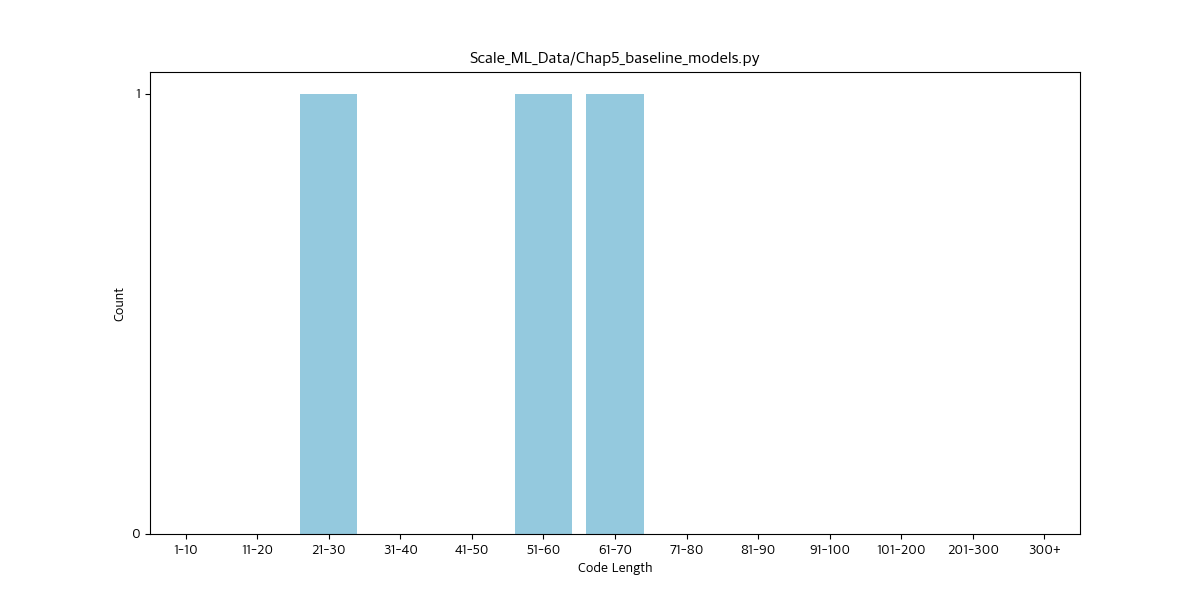 Scale_ML_Data/Chap5_baseline_models.py
1
Count
0
1-10 11-20 21-30 31-40 41-50 51-60 61-70 71-80 81-90 91-100 101-200 201-300 300+
Code Length